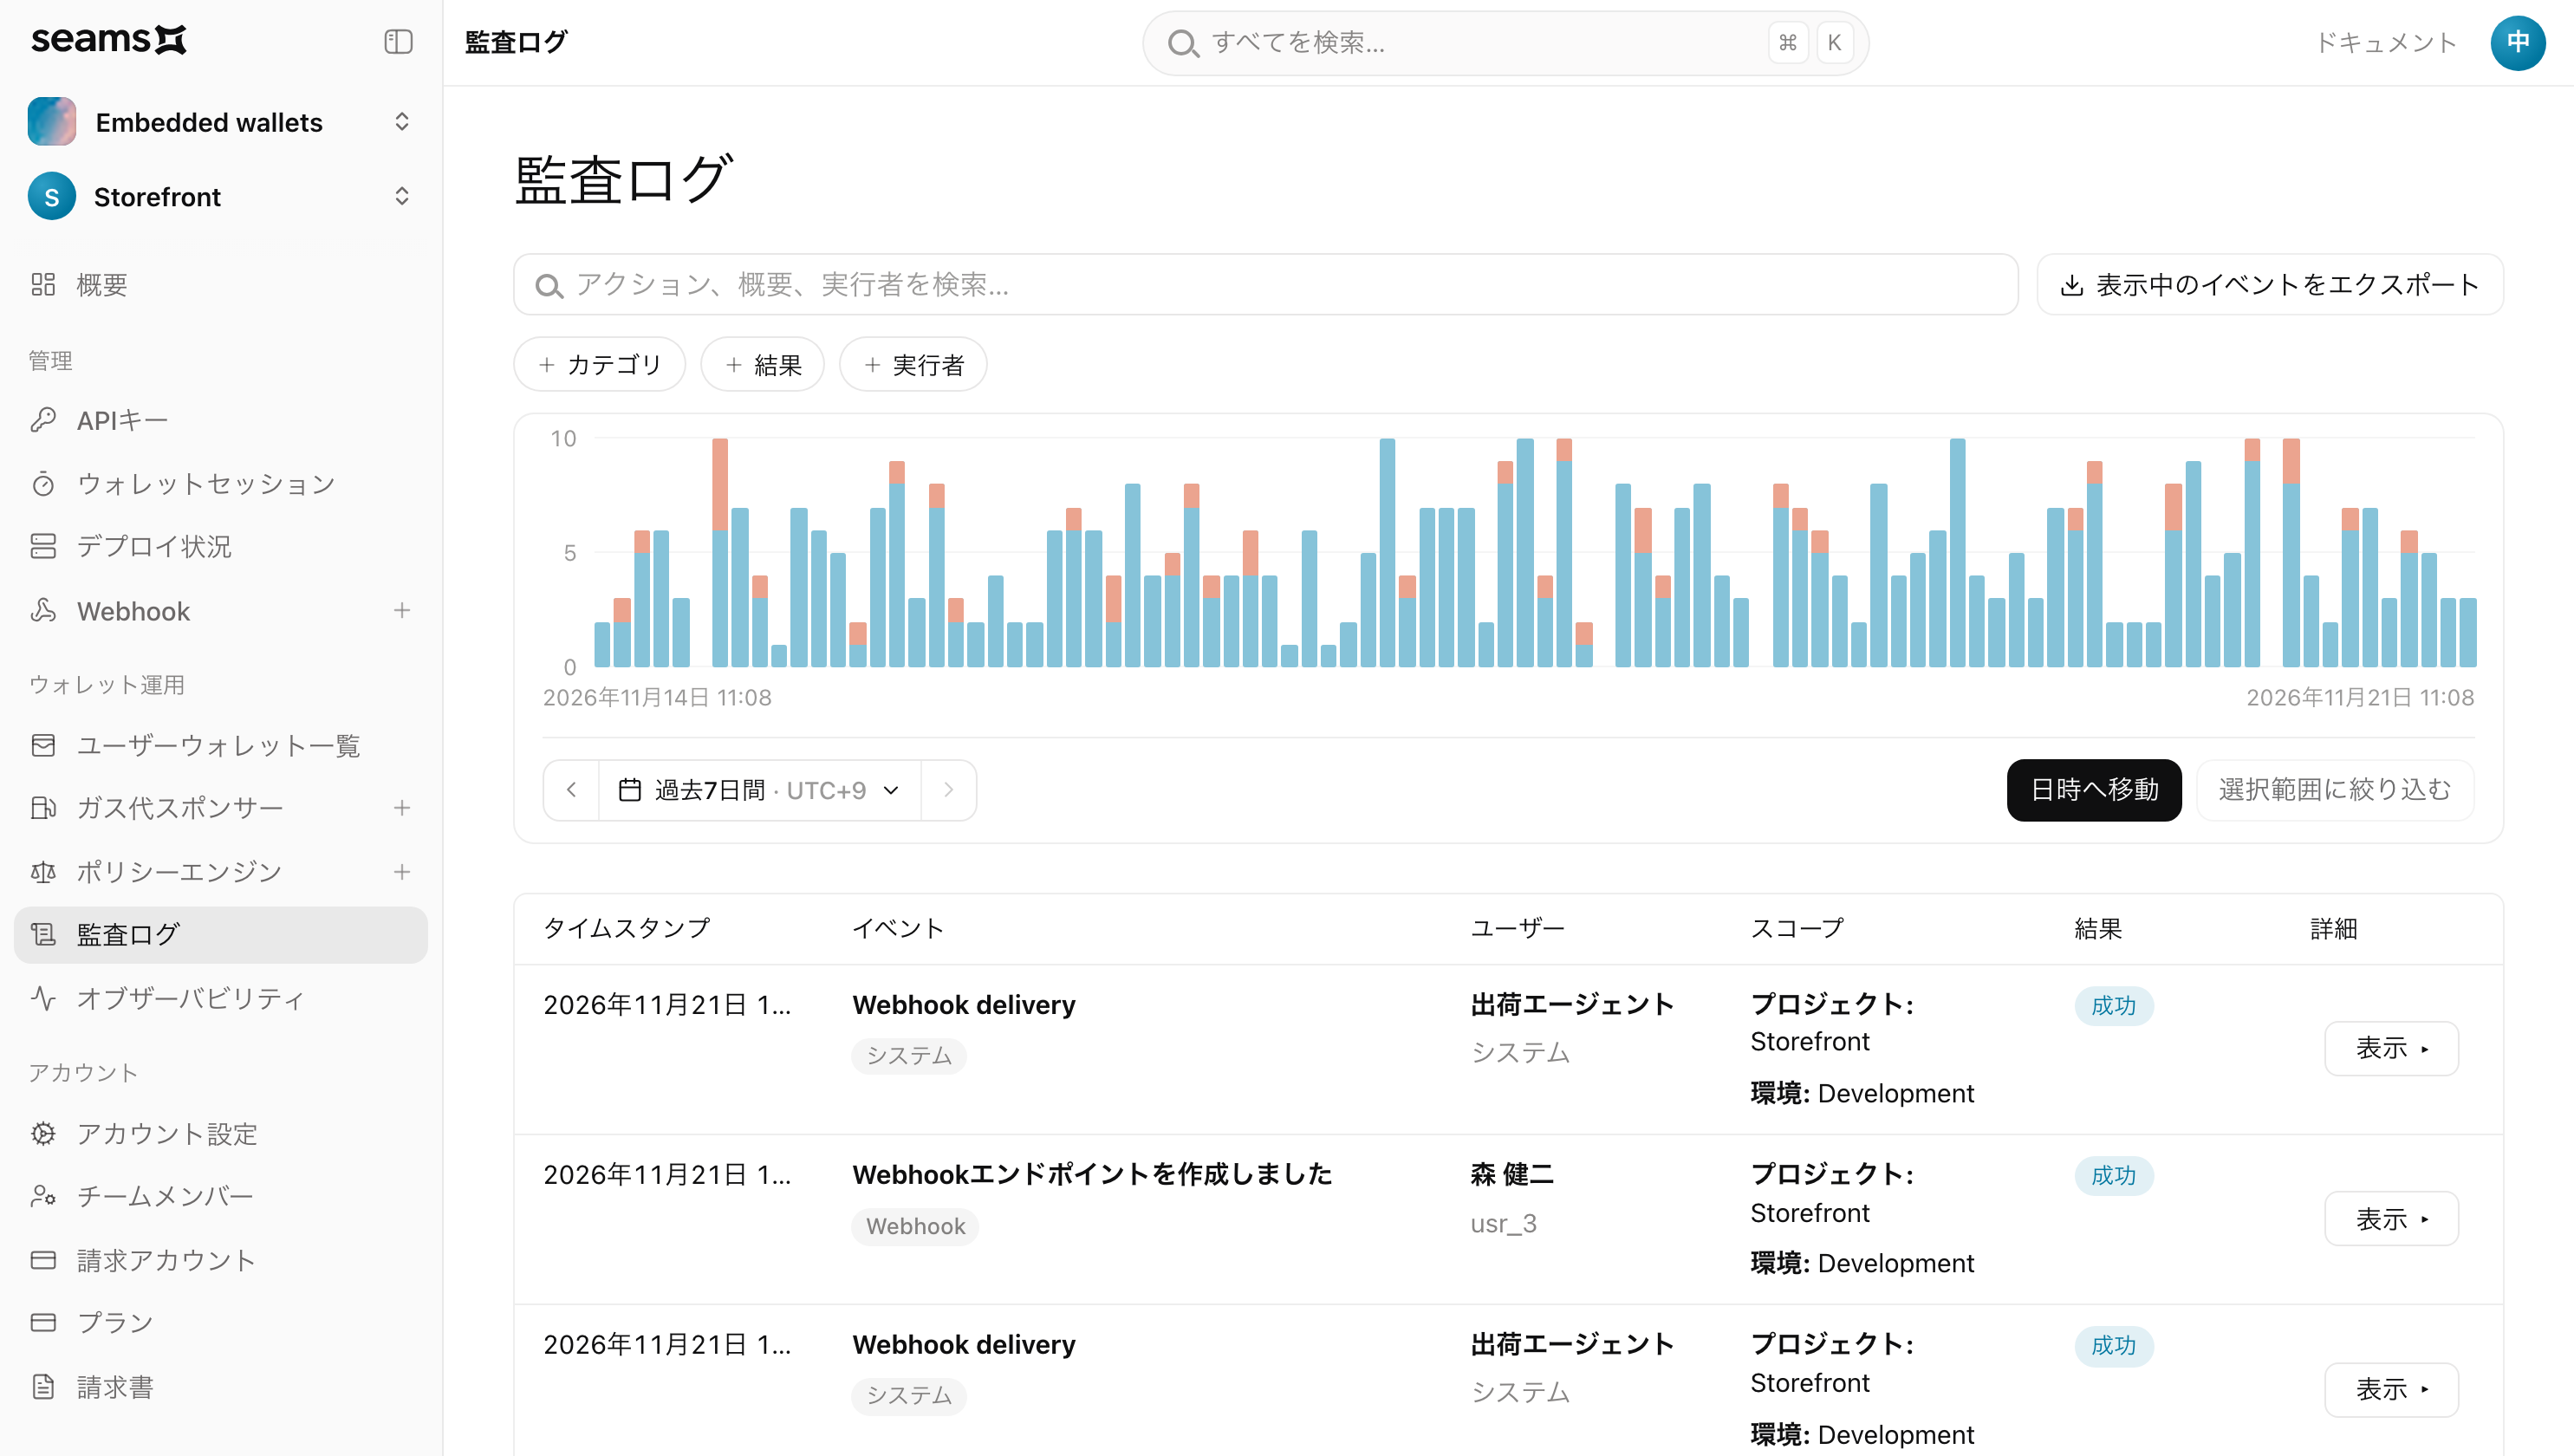 seams
Embedded wallets
S Storefront
概要
管理
APIキー
ウォレットセッション
デプロイ状況
Webhook
ウォレット運用
ユーザーウォレット一覧
ガス代スポンサー
ポリシーエンジン
監査ログ
オブザーバビリティ
アカウント
アカウント設定
チームメンバー
請求アカウント
プラン
請求書
監査ログ
すべてを検索...
⌘ K
ドキュメント
中
監査ログ
アクション、概要、実行者を検索...
表示中のイベントをエクスポート
+ カテゴリ
+ 結果
+ 実行者
10
5
0
2026年11月14日 11:08
2026年11月21日 11:08
過去7日間 · UTC+9
日時へ移動
選択範囲に絞り込む
タイムスタンプ イベント ユーザー スコープ 結果 詳細
2026年11月21日 1...
Webhook delivery
システム
出荷エージェント
システム
プロジェクト:
Storefront
環境: Development
成功
表示
2026年11月21日 1...
Webhookエンドポイントを作成しました
Webhook
森 健二
usr_3
プロジェクト:
Storefront
環境: Development
成功
表示
2026年11月21日 1...
Webhook delivery
システム
出荷エージェント
システム
プロジェクト:
Storefront
環境: Development
成功
表示